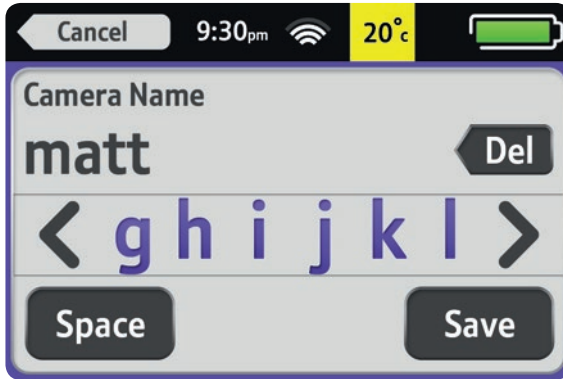 Cancel 9:30pm 20°c
Camera Name
matt
Del
< g h i j k l >
Space Save